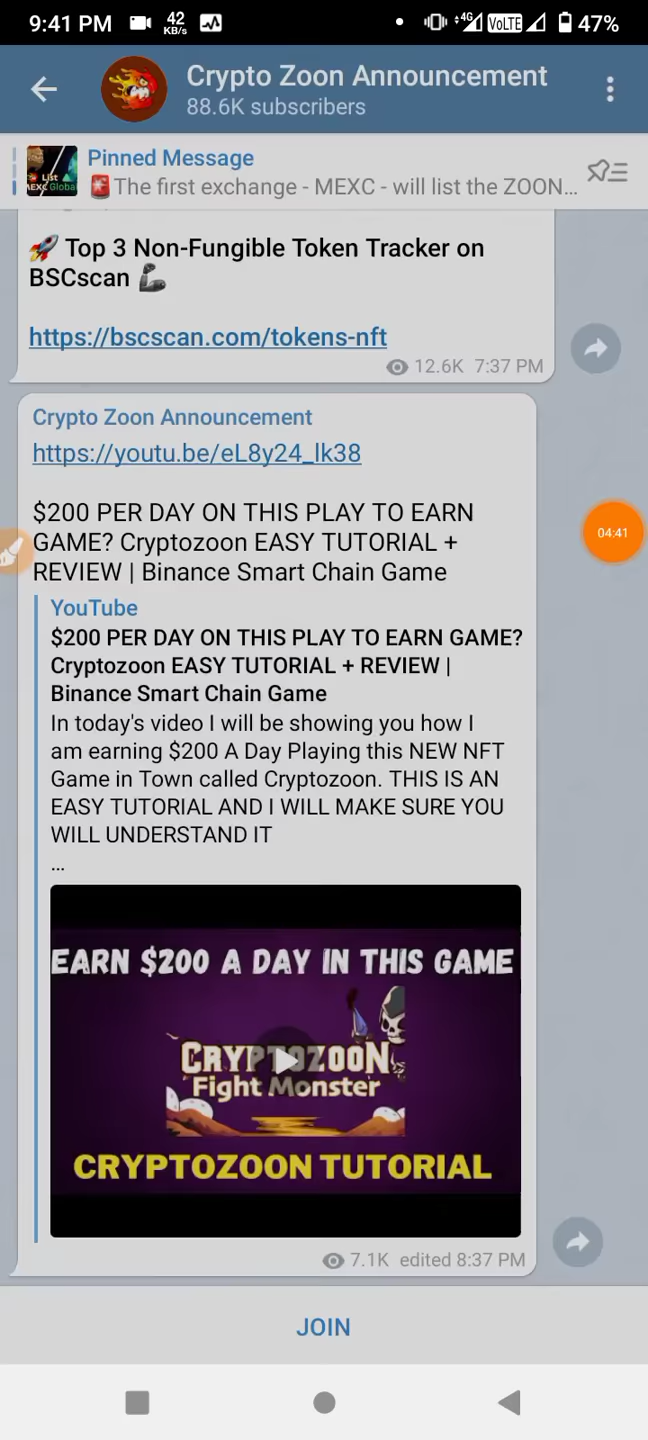 9:41 PM 42 KB/s 4G VoLTE 47%
Crypto Zoon Announcement
88.6K subscribers
Pinned Message
🚨The first exchange - MEXC - will list the ZOON...
List
MEXC Global
🚀 Top 3 Non-Fungible Token Tracker on
BSCscan 🦾
https://bscscan.com/tokens-nft
12.6K 7:37 PM
Crypto Zoon Announcement
https://youtu.be/eL8y24_lk38
04:41
$200 PER DAY ON THIS PLAY TO EARN
GAME? Cryptozoon EASY TUTORIAL +
REVIEW | Binance Smart Chain Game
YouTube
$200 PER DAY ON THIS PLAY TO EARN GAME?
Cryptozoon EASY TUTORIAL + REVIEW |
Binance Smart Chain Game
In today's video I will be showing you how I
am earning $200 A Day Playing this NEW NFT
Game in Town called Cryptozoon. THIS IS AN
EASY TUTORIAL AND I WILL MAKE SURE YOU
WILL UNDERSTAND IT
...
EARN $200 A DAY IN THIS GAME
CRYPTOZOON
Fight Monster
CRYPTOZOON TUTORIAL
7.1K edited 8:37 PM
JOIN